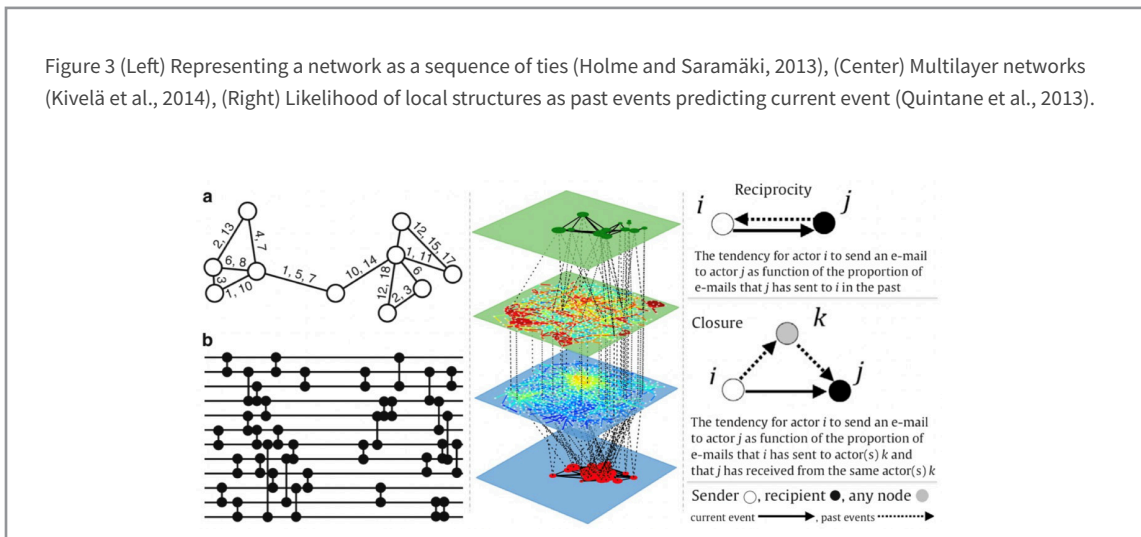 Figure 3 (Left) Representing a network as a sequence of ties (Holme and Saramäki, 2013), (Center) Multilayer networks
(Kivelä et al., 2014), (Right) Likelihood of local structures as past events predicting current event (Quintane et al., 2013).
a
2, 13
4, 7
6, 8
3
1, 10
1, 5, 7
10, 14
12, 15, 17
1, 11
6
12, 18
2, 3
b
Reciprocity
i
j
The tendency for actor i to send an e-mail
to actor j as function of the proportion of
e-mails that j has sent to i in the past
Closure
k
i
j
The tendency for actor i to send an e-mail
to actor j as function of the proportion of
e-mails that i has sent to actor(s) k and
that j has received from the same actor(s) k
Sender , recipient , any node
current event , past events